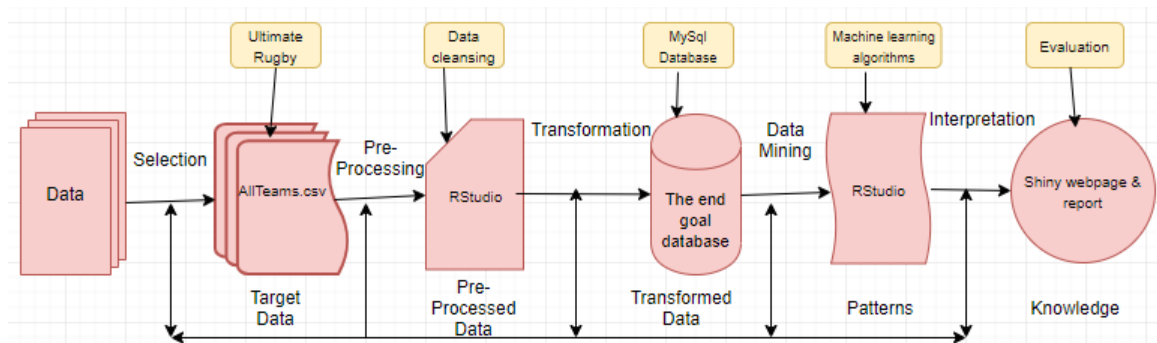 Ultimate
Rugby
Data
cleansing
MySql
Database
Machine learning
algorithms
Evaluation
Data
Selection
AllTeams.csv
Pre-
Processing
RStudio
Transformation
The end
goal
database
Data
Mining
RStudio
Interpretation
Shiny webpage &
report
Target
Data
Pre-
Processed
Data
Transformed
Data
Patterns
Knowledge